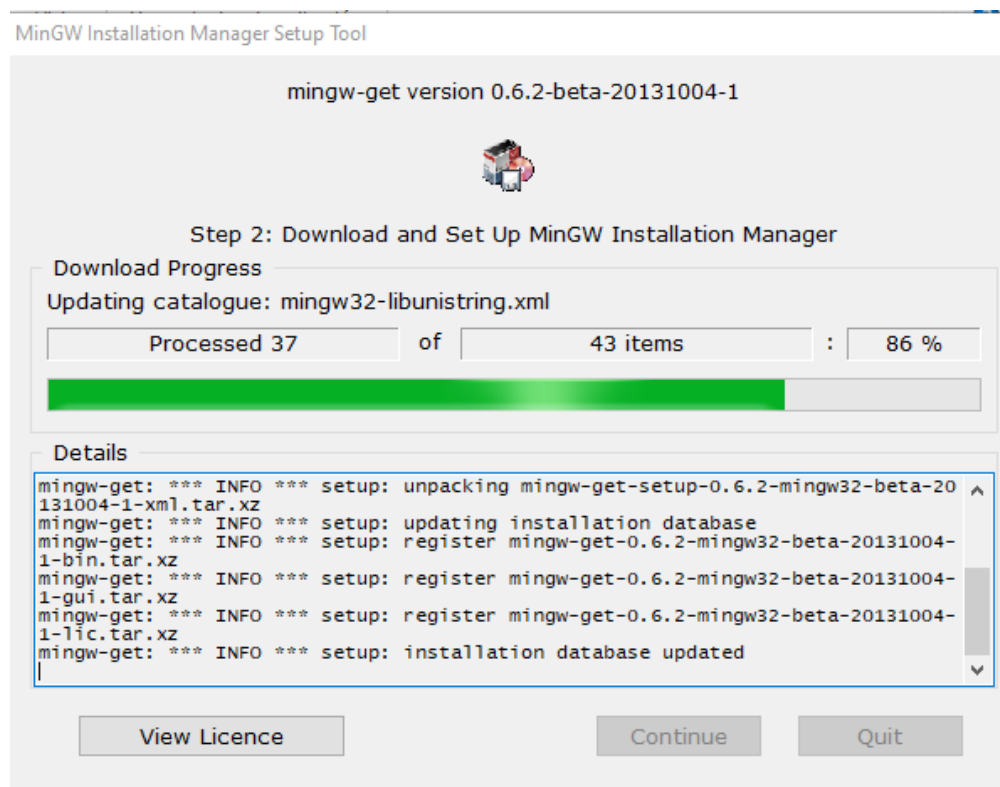 MinGW Installation Manager Setup Tool
mingw-get version 0.6.2-beta-20131004-1
Step 2: Download and Set Up MinGW Installation Manager
Download Progress
Updating catalogue: mingw32-libunistring.xml
Processed 37 of 43 items : 86 %
Details
mingw-get: *** INFO *** setup: unpacking mingw-get-setup-0.6.2-mingw32-beta-20
131004-1-xml.tar.xz
mingw-get: *** INFO *** setup: updating installation database
mingw-get: *** INFO *** setup: register mingw-get-0.6.2-mingw32-beta-20131004-
1-bin.tar.xz
mingw-get: *** INFO *** setup: register mingw-get-0.6.2-mingw32-beta-20131004-
1-gui.tar.xz
mingw-get: *** INFO *** setup: register mingw-get-0.6.2-mingw32-beta-20131004-
1-lic.tar.xz
mingw-get: *** INFO *** setup: installation database updated
View Licence Continue Quit